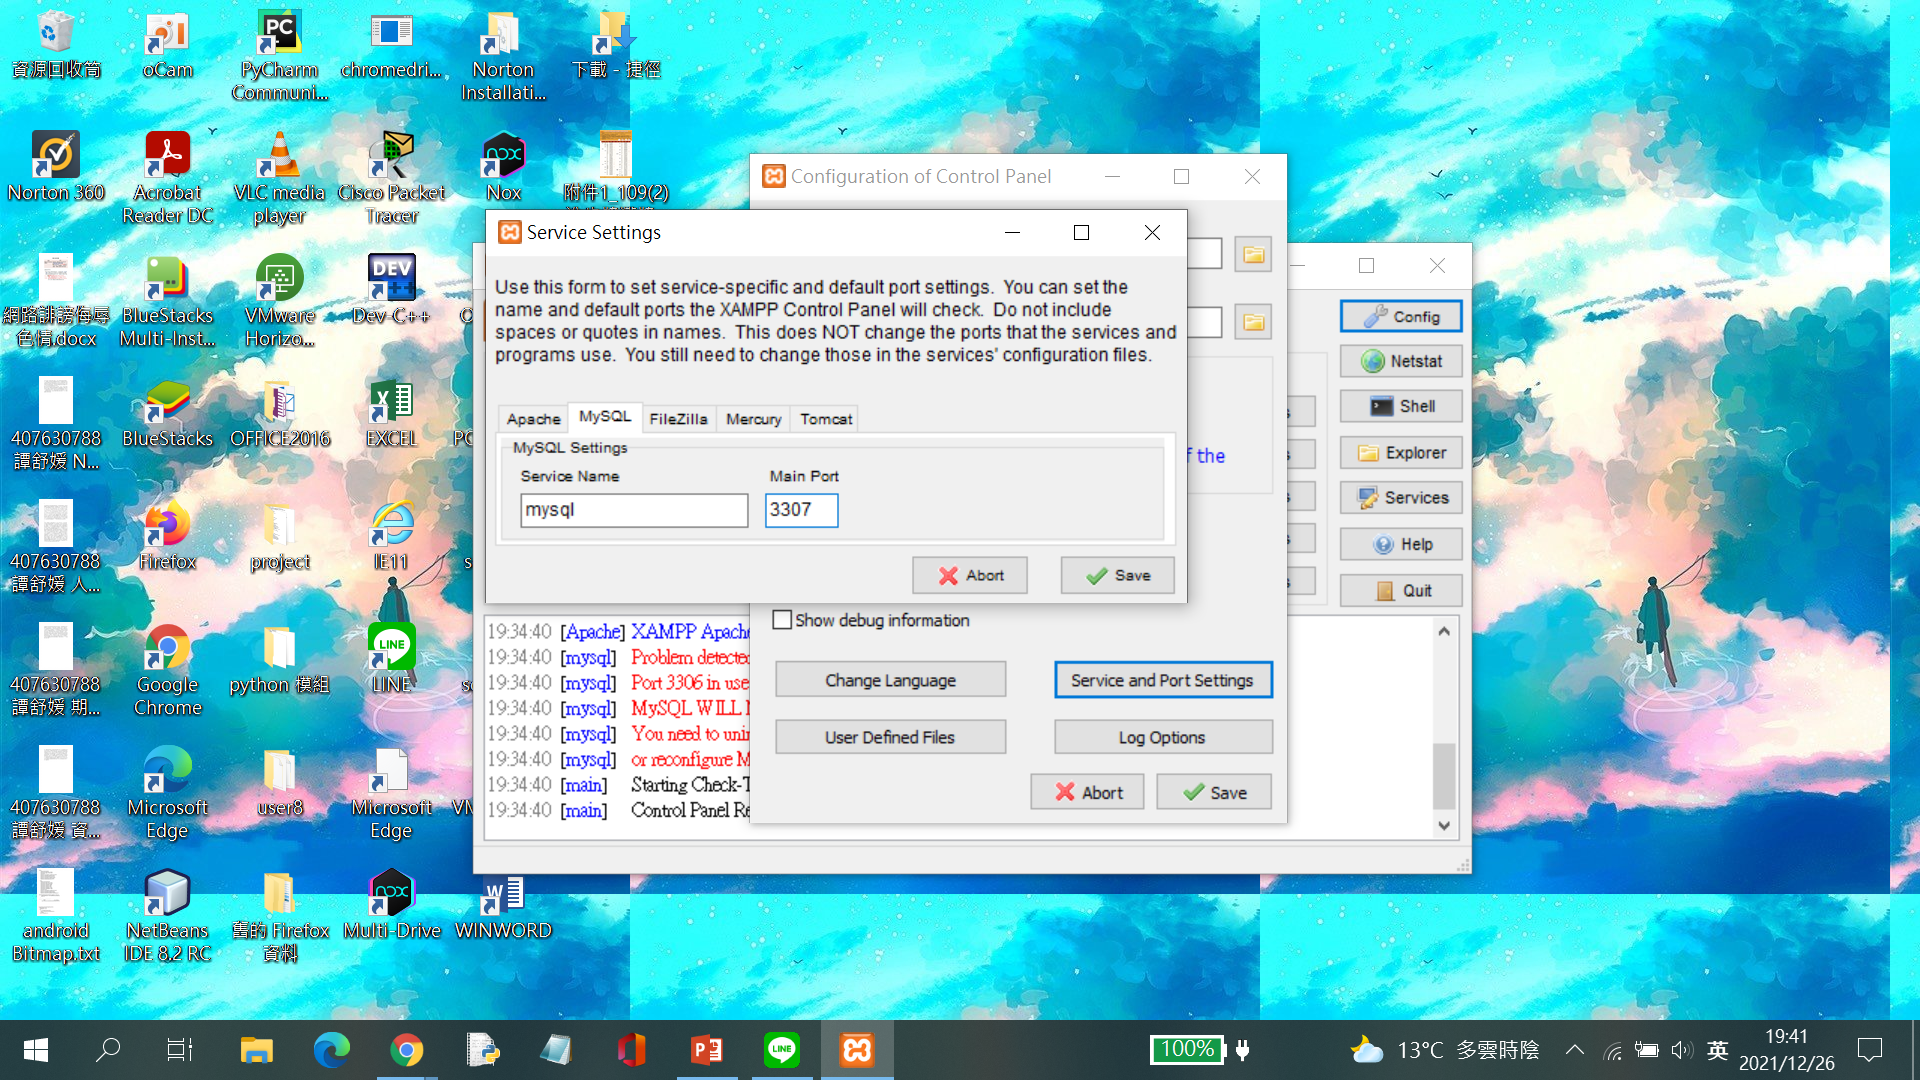 資源回收筒
oCam
PyCharm
Communi...
chromedri...
Norton
Installati...
下載 - 捷徑
Norton 360
Acrobat
Reader DC
VLC media
player
Cisco Packet
Tracer
Nox
附件1_109(2)
網路誹謗侮辱
色情.docx
BlueStacks
Multi-Inst...
VMware
Horizo...
Dev-C++
407630788
譚舒媛 N...
BlueStacks
OFFICE2016
EXCEL
407630788
譚舒媛 人...
Firefox
project
IE11
407630788
譚舒媛 期...
Google
Chrome
python 模組
LINE
407630788
譚舒媛 資...
Microsoft
Edge
user8
Microsoft
Edge
android
Bitmap.txt
NetBeans
IDE 8.2 RC
舊的 Firefox
資料
Multi-Drive
WINWORD
Configuration of Control Panel
Service Settings
Use this form to set service-specific and default port settings. You can set the
name and default ports the XAMPP Control Panel will check. Do not include
spaces or quotes in names. This does NOT change the ports that the services and
programs use. You still need to change those in the services' configuration files.
Apache MySQL FileZilla Mercury Tomcat
MySQL Settings
Service Name Main Port
mysql 3307
Abort Save
f the
Config
Netstat
Shell
Explorer
Services
Help
Quit
Show debug information
Change Language Service and Port Settings
User Defined Files Log Options
Abort Save
19:34:40 [Apache] XAMPP Apache
19:34:40 [mysql] Problem detected
19:34:40 [mysql] Port 3306 in use
19:34:40 [mysql] MySQL WILL
19:34:40 [mysql] You need to unin
19:34:40 [mysql] or reconfigure M
19:34:40 [main] Starting Check-T
19:34:40 [main] Control Panel Re
100%
13°C 多雲時陰
英
19:41
2021/12/26